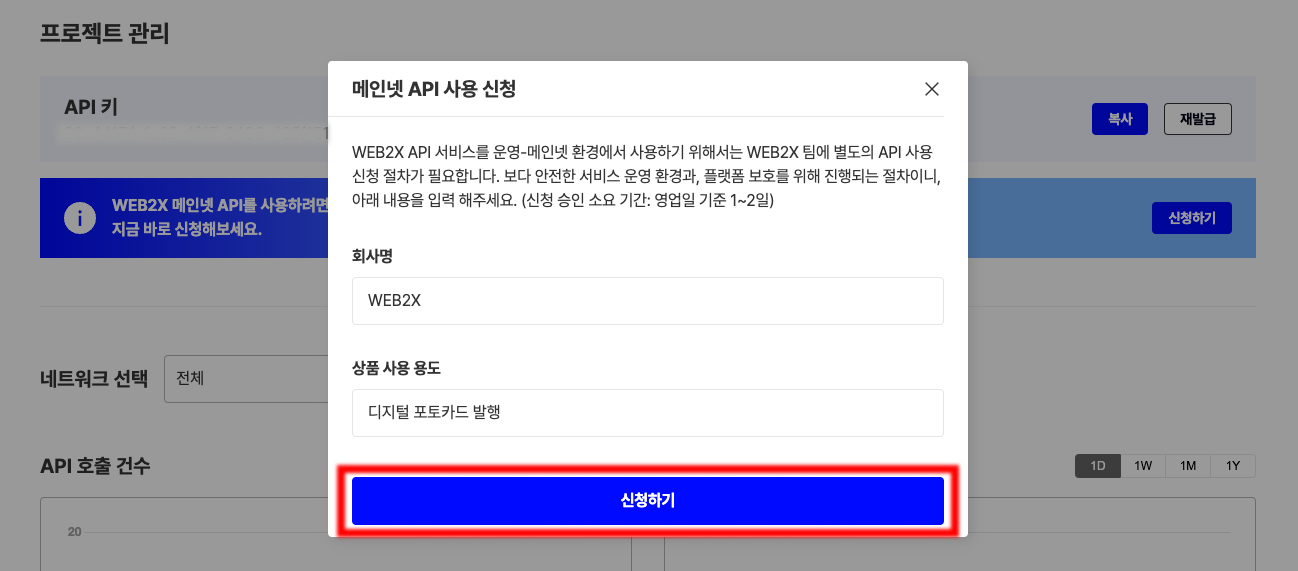 프로젝트 관리
메인넷 API 사용 신청
API 키
복사
재발급
WEB2X API 서비스를 운영-메인넷 환경에서 사용하기 위해서는 WEB2X 팀에 별도의 API 사용
신청 절차가 필요합니다. 보다 안전한 서비스 운영 환경과, 플랫폼 보호를 위해 진행되는 절차이니,
아래 내용을 입력 해주세요. (신청 승인 소요 기간: 영업일 기준 1~2일)
WEB2X 메인넷 API를 사용하려면
지금 바로 신청해보세요.
신청하기
회사명
WEB2X
상품 사용 용도
디지털 포토카드 발행
네트워크 선택
전체
API 호출 건수
1D
1W
1M
1Y
신청하기
20